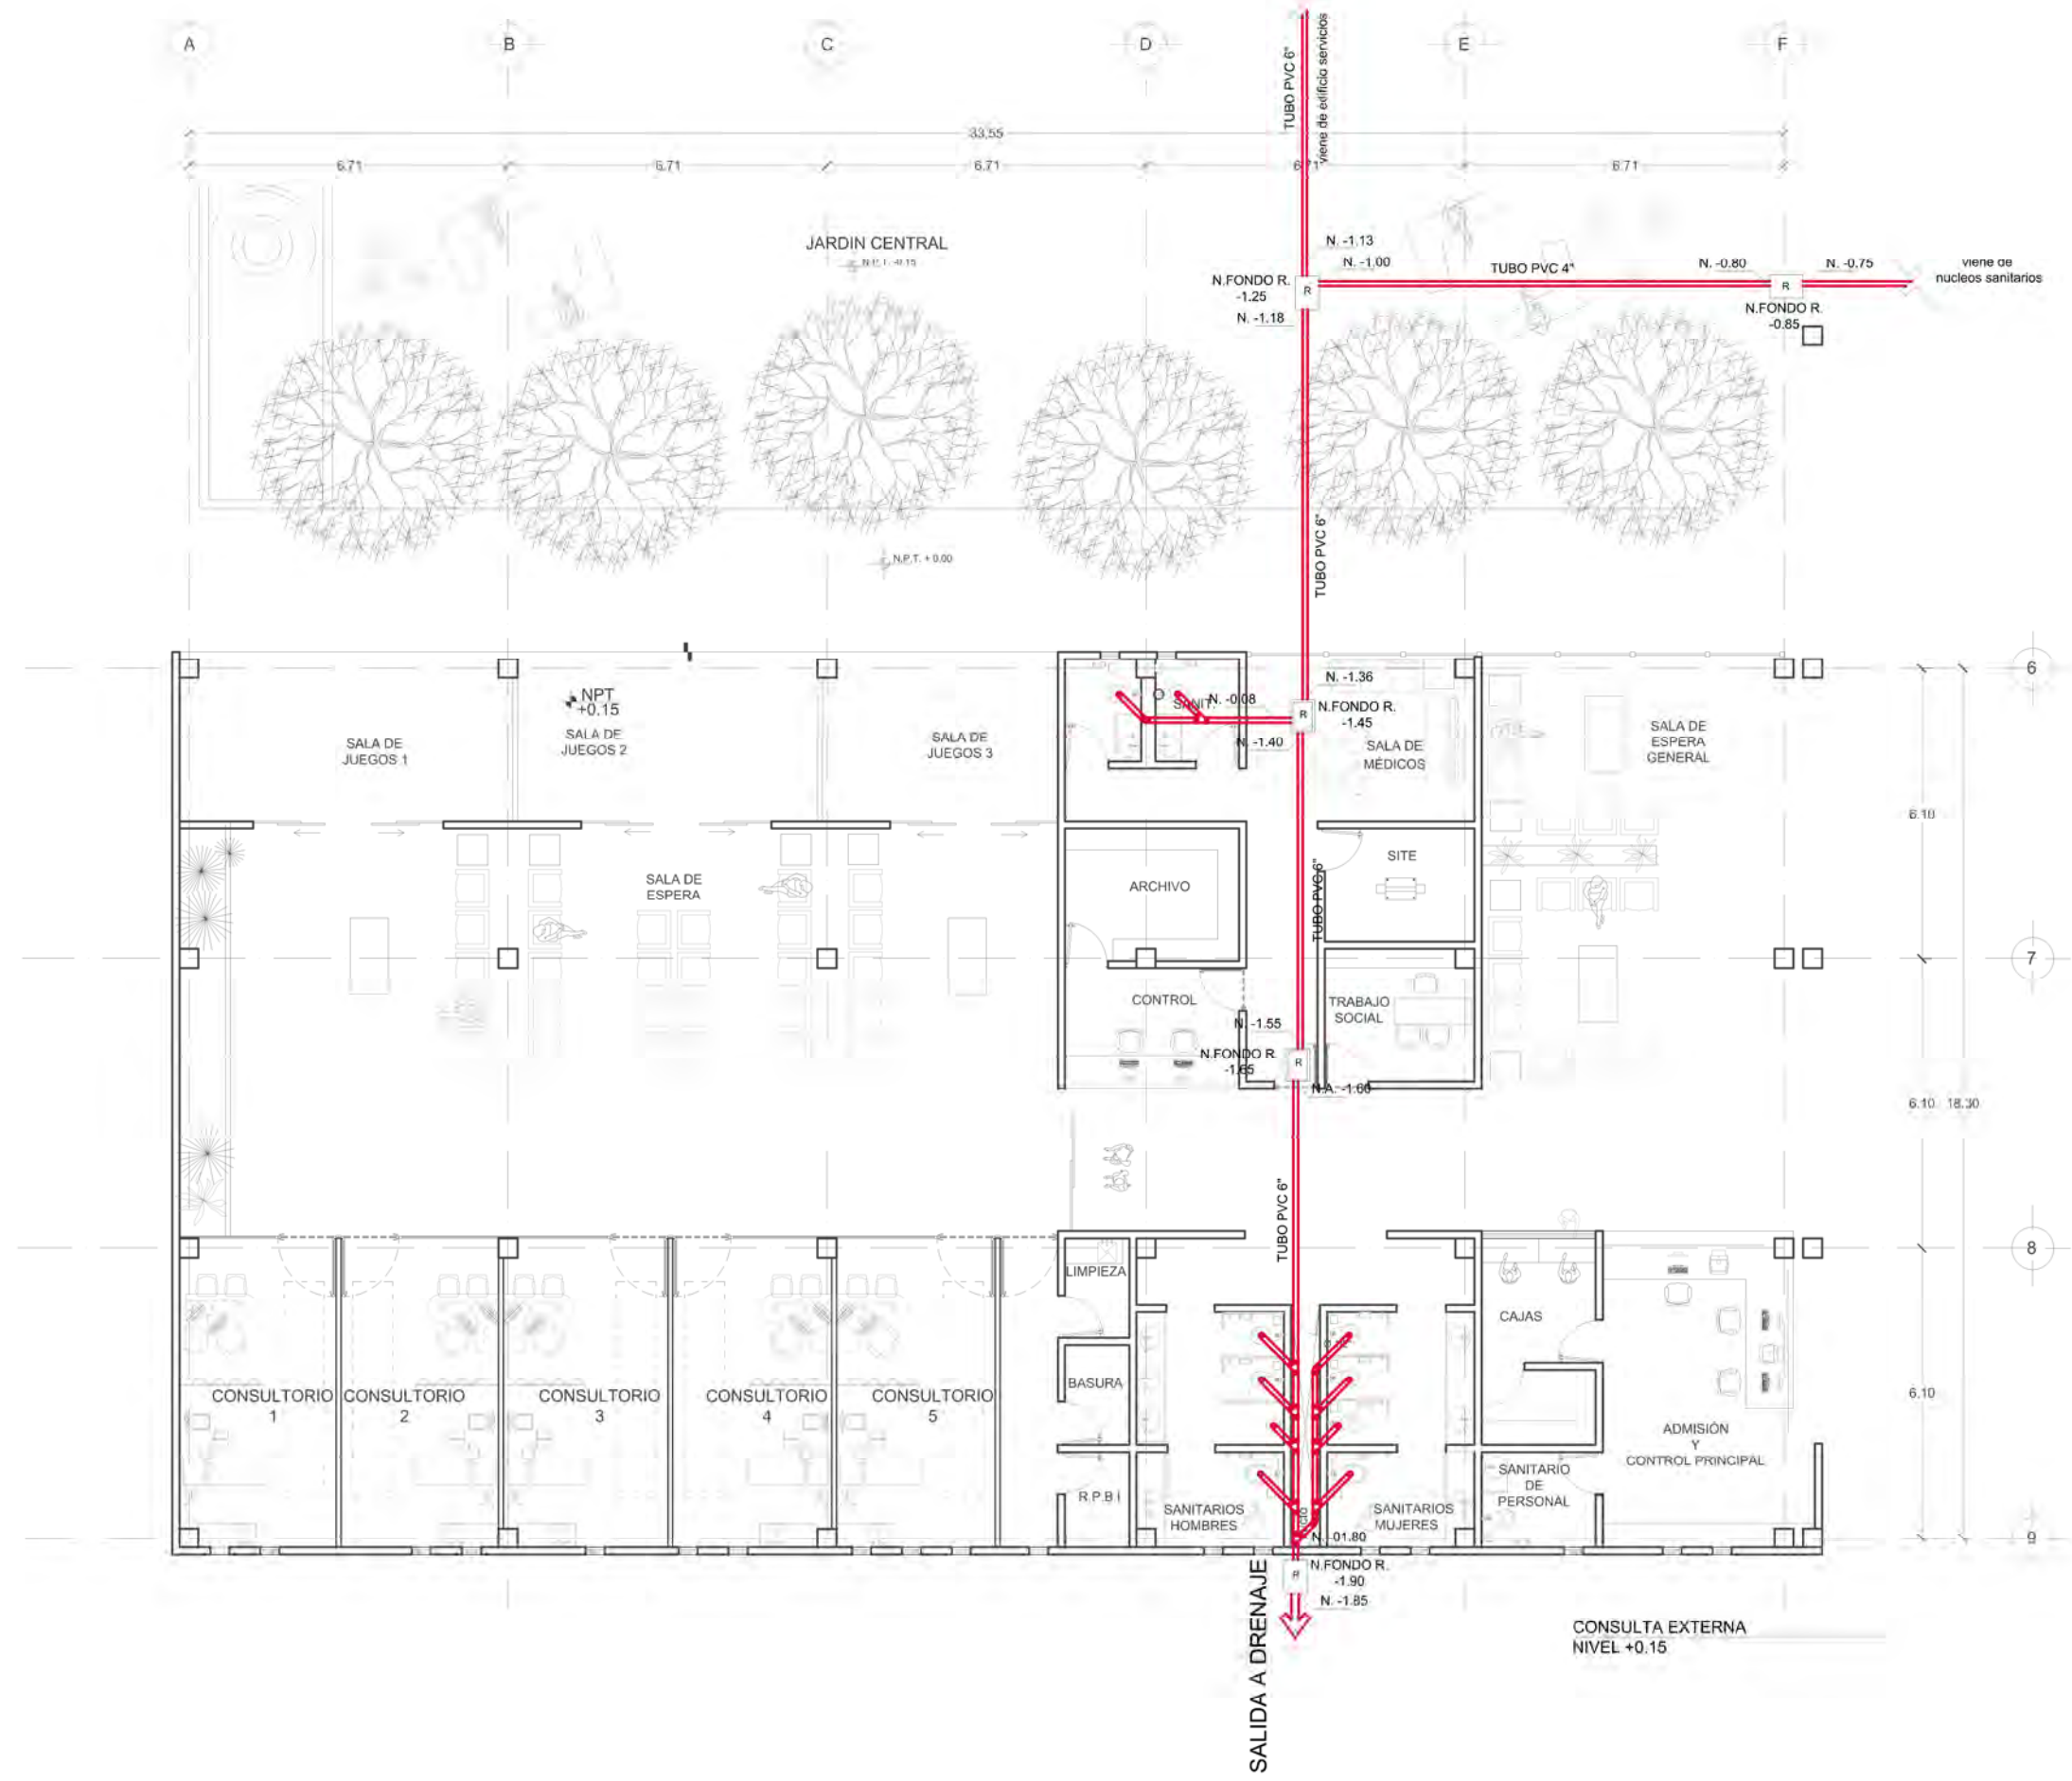 A
B
C
D
E
F
TUBO PVC 6"
viene de edificio servicios
33.55
6.71
6.71
6.71
6.71
6.71
JARDIN CENTRAL
N.P.T. -0.15
N. -1.13
N. -1.00
TUBO PVC 4"
N. -0.80
N. -0.75
viene de
nucleos sanitarios
N.FONDO R.
-1.25
R
R
N. -1.18
N.FONDO R.
-0.85
TUBO PVC 6"
N.P.T. + 0.00
6
N. -1.36
NPT
+0.15
SANIT.
N. -0.08
R
N.FONDO R.
-1.45
SALA DE
JUEGOS 1
SALA DE
JUEGOS 2
SALA DE
JUEGOS 3
N. -1.40
SALA DE
MÉDICOS
SALA DE
ESPERA
GENERAL
6.10
SITE
SALA DE
ESPERA
ARCHIVO
TUBO PVC 6"
7
CONTROL
TRABAJO
SOCIAL
N. -1.55
N.FONDO R.
-1.65
R
N.A. -1.60
6.10
18.30
TUBO PVC 6"
8
LIMPIEZA
CAJAS
BASURA
CONSULTORIO
1
CONSULTORIO
2
CONSULTORIO
3
CONSULTORIO
4
CONSULTORIO
5
6.10
ADMISIÓN
Y
CONTROL PRINCIPAL
R.P.B.I
SANITARIOS
HOMBRES
SANITARIOS
MUJERES
SANITARIO
DE
PERSONAL
N. -01.80
9
N.FONDO R.
-1.90
R
N. -1.85
SALIDA A DRENAJE
CONSULTA EXTERNA
NIVEL +0.15